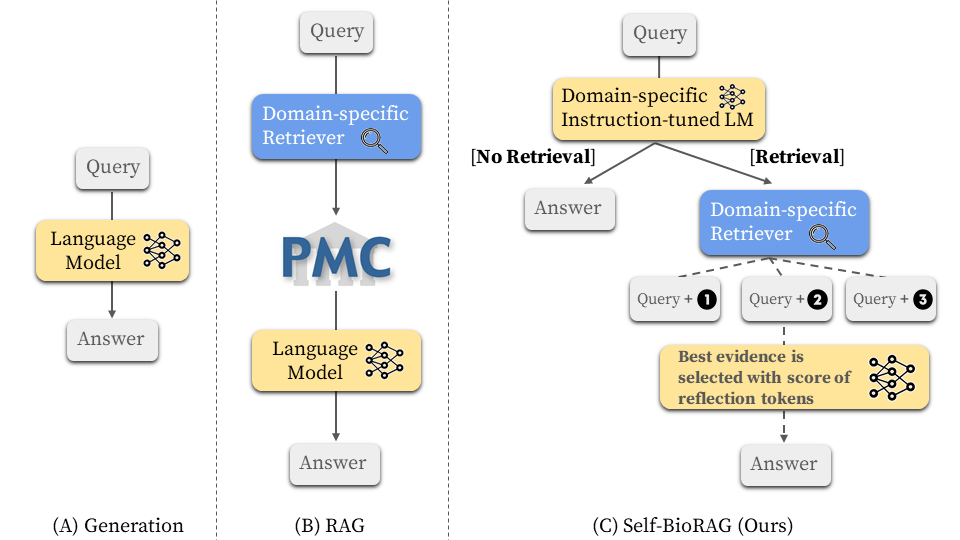 Query
Language
Model
Answer
(A) Generation
Query
Domain-specific
Retriever
PMC
Language
Model
Answer
(B) RAG
Query
Domain-specific
Instruction-tuned LM
[No Retrieval]
[Retrieval]
Answer
Domain-specific
Retriever
Query + 1
Query + 2
Query + 3
Best evidence is
selected with score of
reflection tokens
Answer
(C) Self-BioRAG (Ours)